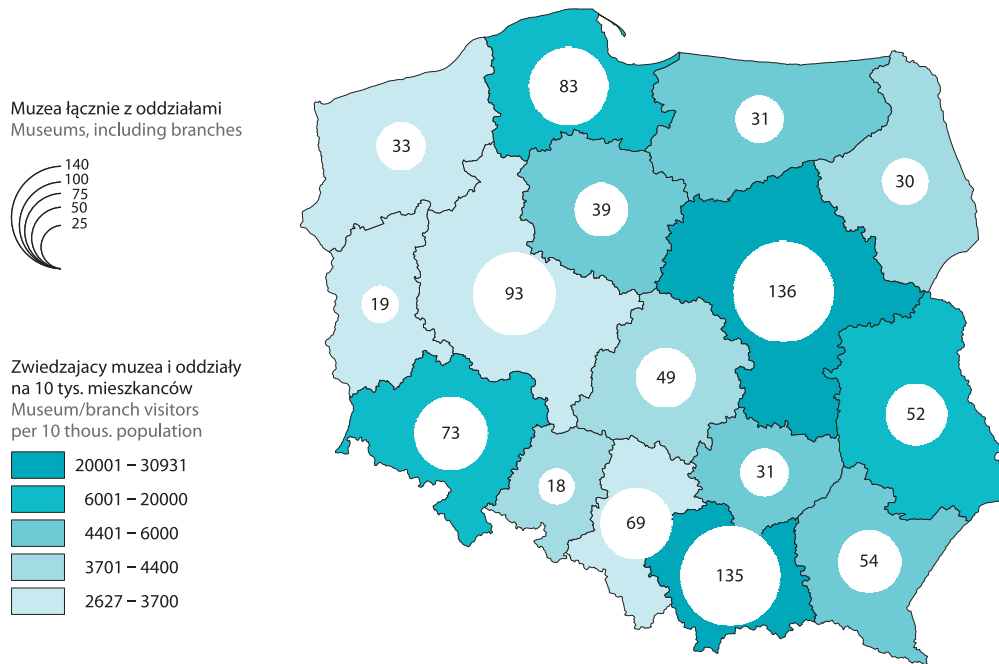 Muzea łącznie z oddziałami
Museums, including branches
140
100
75
50
25
Zwiedzajacy muzea i oddziały
na 10 tys. mieszkanców
Museum/branch visitors
per 10 thous. population
20001 – 30931
6001 – 20000
4401 – 6000
3701 – 4400
2627 – 3700
83
31
33
30
39
136
93
19
49
52
73
31
18
69
54
135